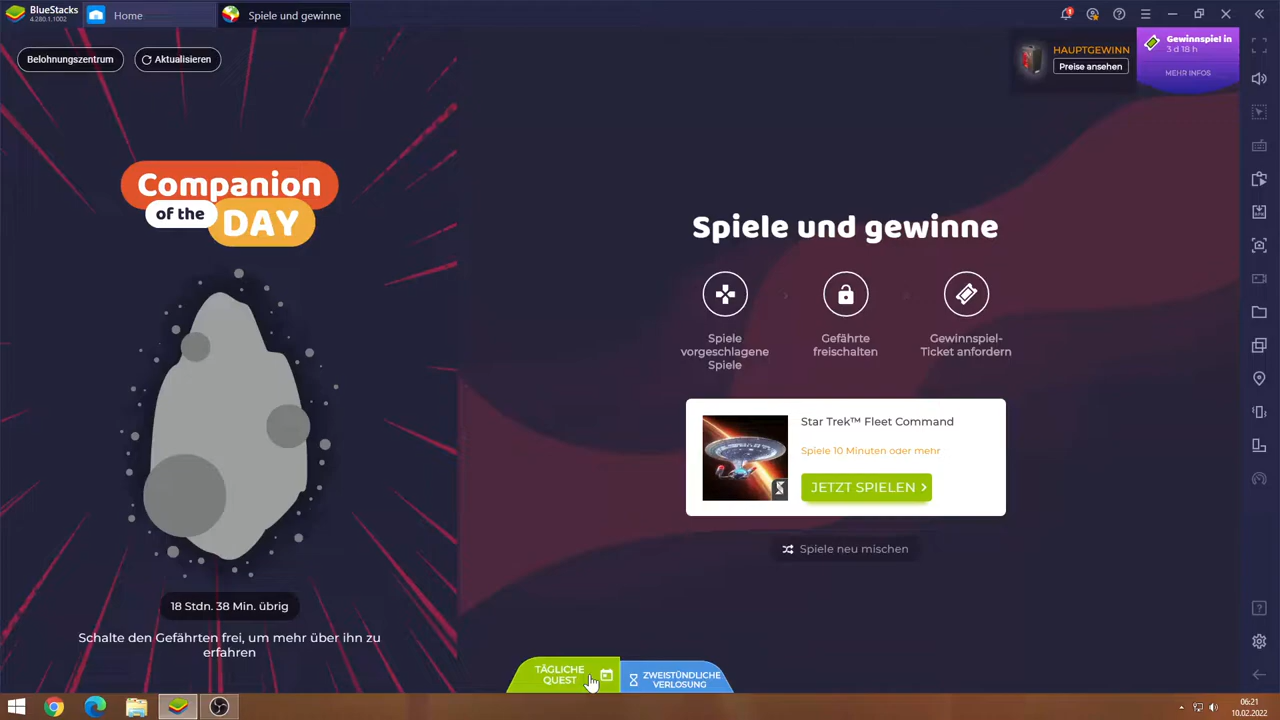 BlueStacks
4.280.1.1002
Home
Spiele und gewinne
Belohnungszentrum
Aktualisieren
HAUPTGEWINN
Preise ansehen
Gewinnspiel in
3 d 18 h
MEHR INFOS
Companion
of the
DAY
Spiele und gewinne
Spiele
vorgeschlagene
Spiele
Gefährte
freischalten
Gewinnspiel-
Ticket anfordern
Star Trek™ Fleet Command
Spiele 10 Minuten oder mehr
JETZT SPIELEN
Spiele neu mischen
18 Stdn. 38 Min. übrig
Schalte den Gefährten frei, um mehr über ihn zu
erfahren
TÄGLICHE
QUEST
ZWEISTÜNDLICHE
VERLOSUNG
06:21
10.02.2022